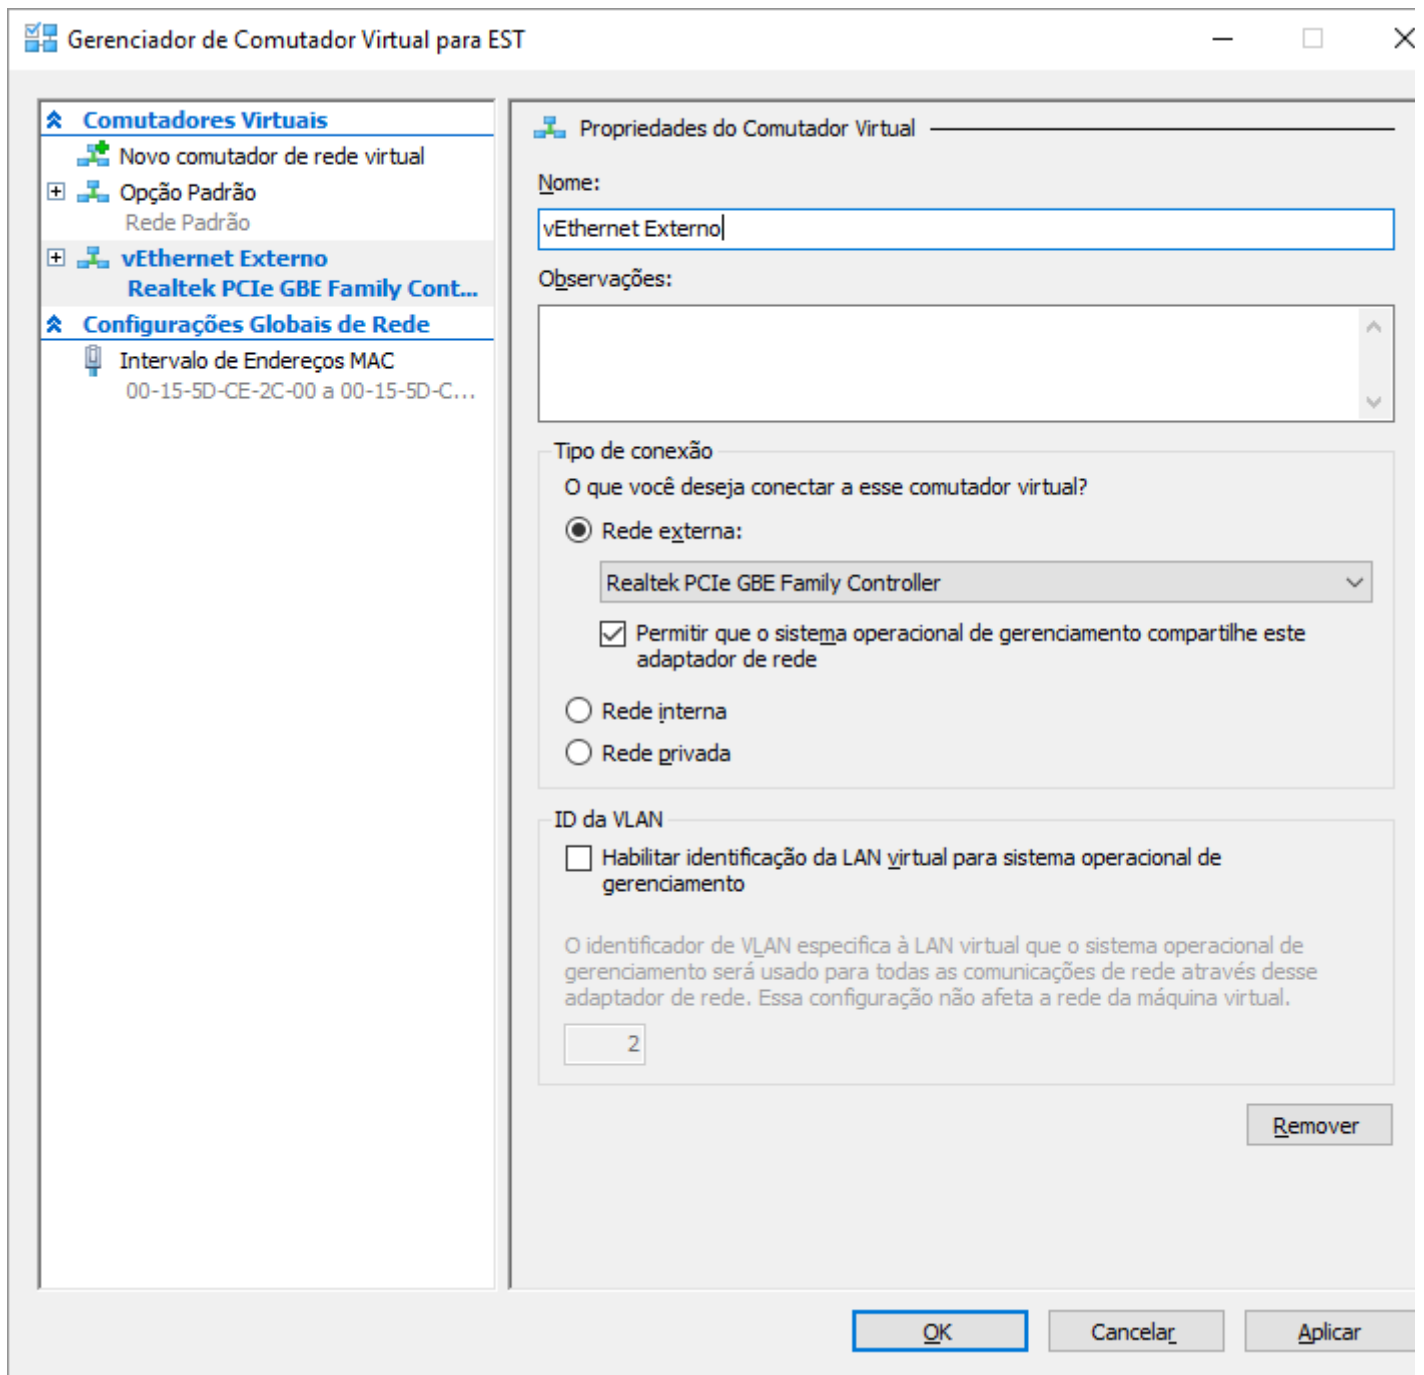 Gerenciador de Comutador Virtual para EST
Comutadores Virtuais
Novo comutador de rede virtual
Opção Padrão
Rede Padrão
vEthernet Externo
Realtek PCIe GBE Family Cont...
Configurações Globais de Rede
Intervalo de Endereços MAC
00-15-5D-CE-2C-00 a 00-15-5D-C...
Propriedades do Comutador Virtual
Nome:
vEthernet Externo
Observações:
Tipo de conexão
O que você deseja conectar a esse comutador virtual?
Rede externa:
Realtek PCIe GBE Family Controller
Permitir que o sistema operacional de gerenciamento compartilhe este
adaptador de rede
Rede interna
Rede privada
ID da VLAN
Habilitar identificação da LAN virtual para sistema operacional de
gerenciamento
O identificador de VLAN especifica à LAN virtual que o sistema operacional de
gerenciamento será usado para todas as comunicações de rede através desse
adaptador de rede. Essa configuração não afeta a rede da máquina virtual.
2
Remover
OK
Cancelar
Aplicar